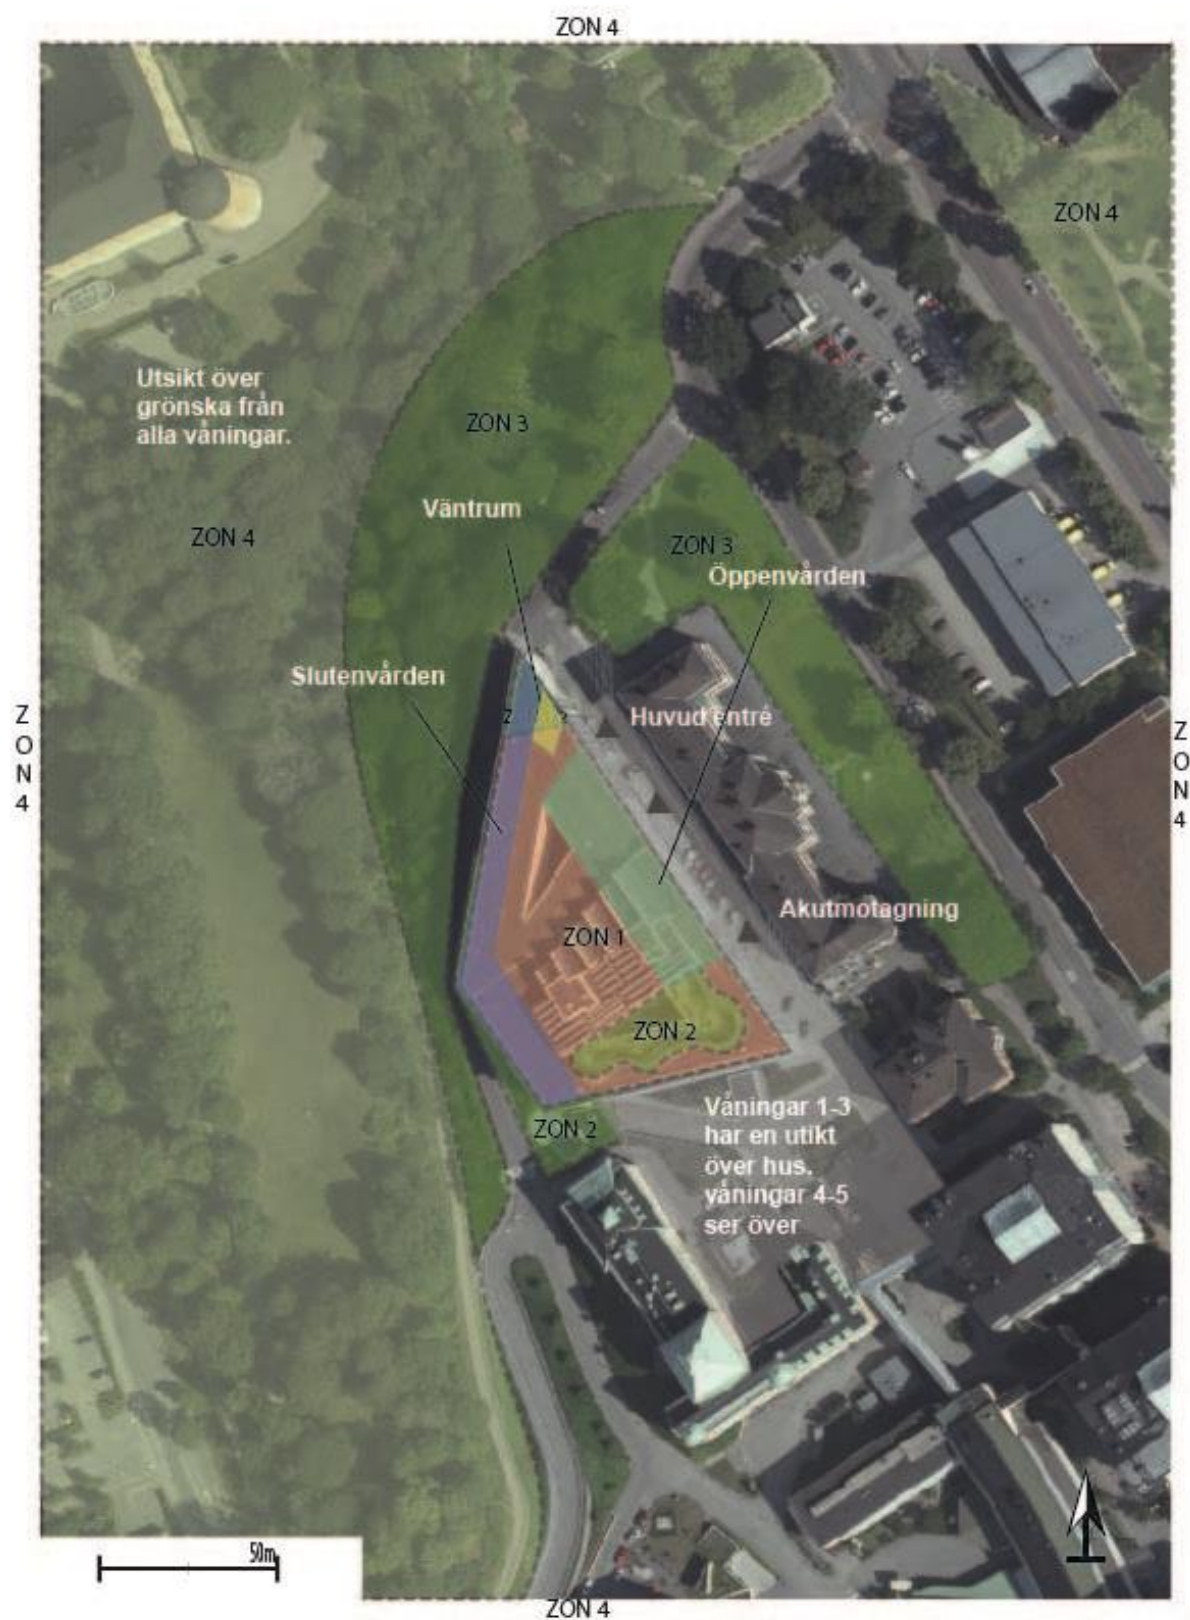 ZON 4
ZON 4
Utsikt över
grönska från
alla våningar.
ZON 3
Väntrum
ZON 4
ZON 3
Öppenvården
Slutenvården
Z
O
N
4
Z
O
N
4
Huvud entré
Akutmotagning
ZON 1
ZON 2
Våningar 1-3
har en utikt
över hus.
våningar 4-5
ser över
ZON 2
50m
ZON 4